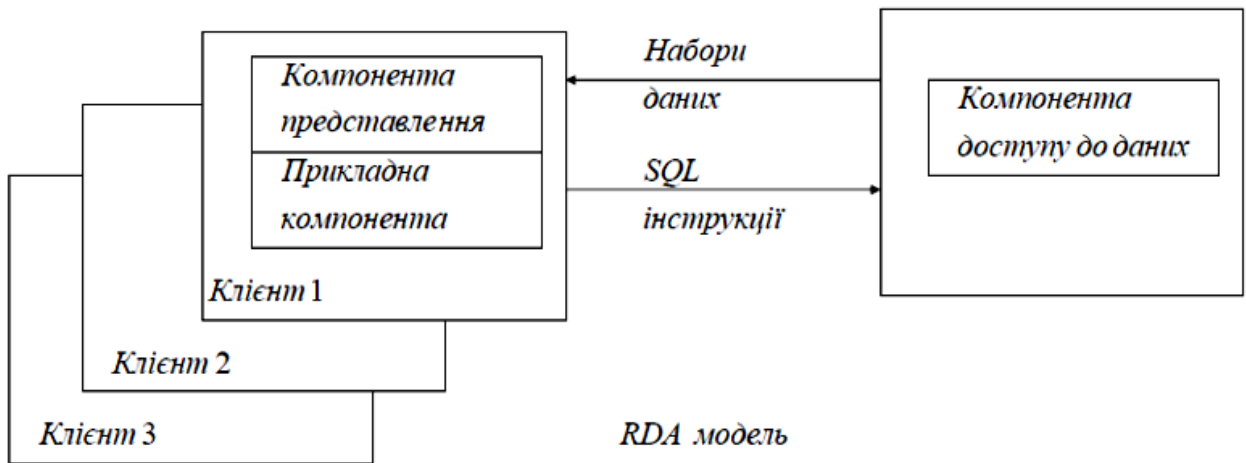 Компонента
представлення
Прикладна
компонента
Клієнт 1
Клієнт 2
Клієнт 3
Набори
даних
SQL
інструкції
Компонента
доступу до даних
RDA модель